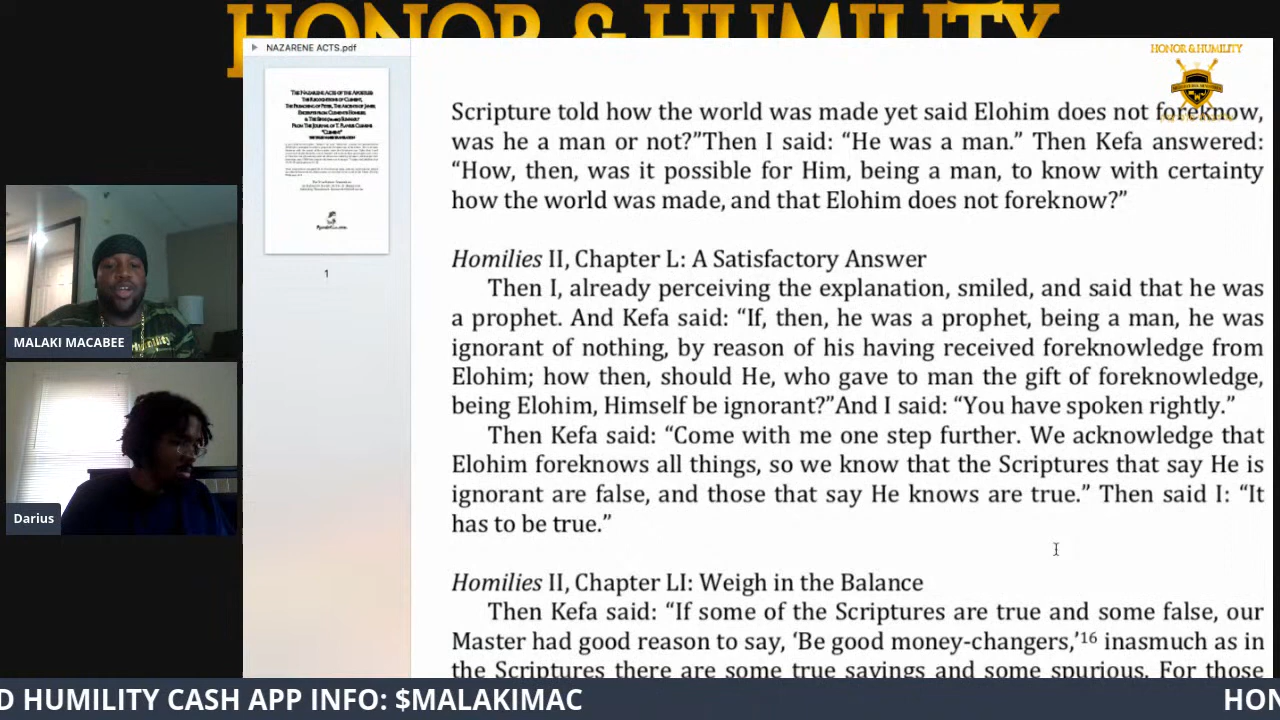 HONOR & HUMILITY
NAZARENE ACTS.pdf
HONOR & HUMILITY
THE NAZARENE ACTS OF THE APOSTLES
THE RECOGNITIONS OF CLEMENT,
1
Scripture told how the world was made yet said Elohim does not foreknow,
was he a man or not?”Then I said: “He was a man.” Then Kefa answered:
“How, then, was it possible for Him, being a man, to know with certainty
how the world was made, and that Elohim does not foreknow?”
Homilies II, Chapter L: A Satisfactory Answer
Then I, already perceiving the explanation, smiled, and said that he was
a prophet. And Kefa said: “If, then, he was a prophet, being a man, he was
ignorant of nothing, by reason of his having received foreknowledge from
Elohim; how then, should He, who gave to man the gift of foreknowledge,
being Elohim, Himself be ignorant?”And I said: “You have spoken rightly.”
Then Kefa said: “Come with me one step further. We acknowledge that
Elohim foreknows all things, so we know that the Scriptures that say He is
ignorant are false, and those that say He knows are true.” Then said I: “It
has to be true.”
Homilies II, Chapter LI: Weigh in the Balance
Then Kefa said: “If some of the Scriptures are true and some false, our
Master had good reason to say, ‘Be good money-changers,’16 inasmuch as in
the Scriptures there are some true sayings and some spurious. For those
MALAKI MACABEE
Darius
D HUMILITY CASH APP INFO: $MALAKIMAC
HON